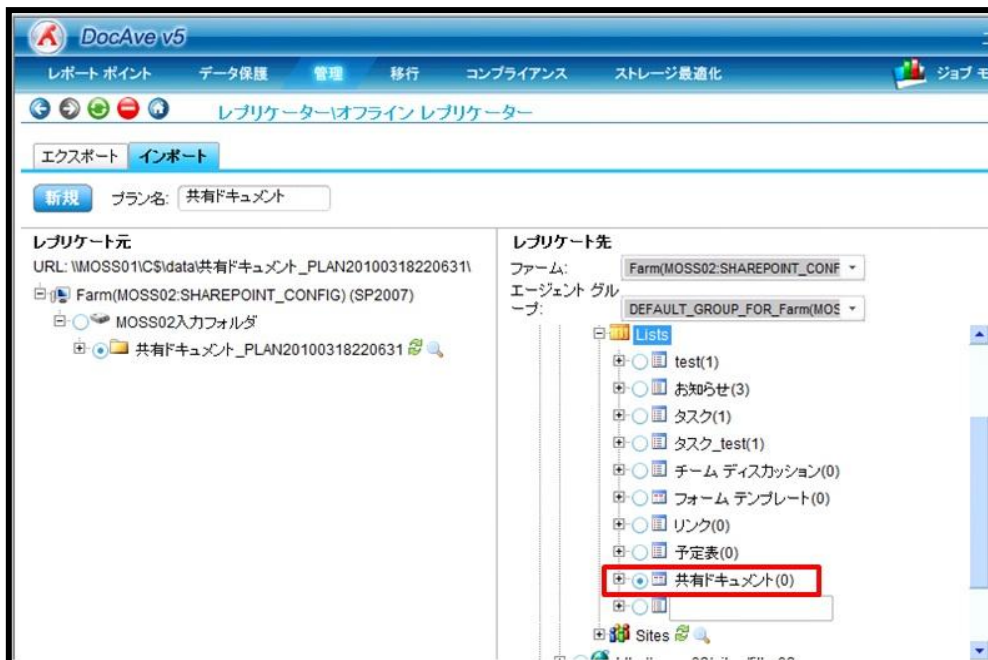 DocAve v5
レポート ポイント データ保護 管理 移行 コンプライアンス ストレージ最適化 ジョブ モ
レプリケーター\オフライン レプリケーター
エクスポート インポート
新規 プラン名: 共有ドキュメント
レプリケート元
URL: \\MOSS01\C$\data\共有ドキュメント_PLAN20100318220631\
Farm(MOSS02:SHAREPOINT_CONFIG) (SP2007)
MOSS02入力フォルダ
共有ドキュメント_PLAN20100318220631
レプリケート先
ファーム: Farm(MOSS02:SHAREPOINT_CONF
エージェント グル
ープ: DEFAULT_GROUP_FOR_Farm(MOS
Lists
test(1)
お知らせ(3)
タスク(1)
タスク_test(1)
チーム ディスカッション(0)
フォーム テンプレート(0)
リンク(0)
予定表(0)
共有ドキュメント(0)
Sites